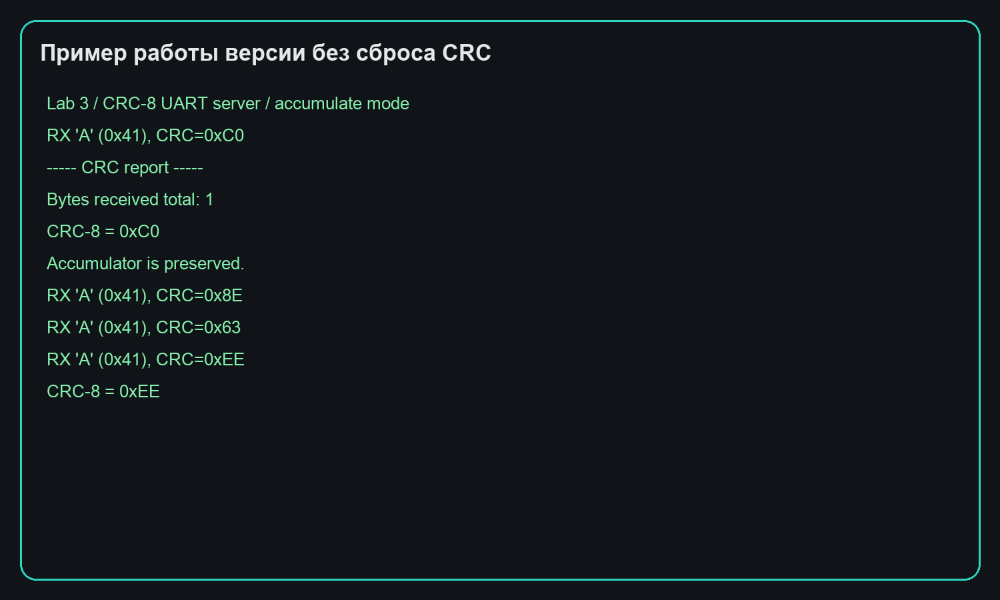 Пример работы версии без сброса CRC
Lab 3 / CRC-8 UART server / accumulate mode
RX 'A' (0x41), CRC=0xC0
----- CRC report -----
Bytes received total: 1
CRC-8 = 0xC0
Accumulator is preserved.
RX 'A' (0x41), CRC=0x8E
RX 'A' (0x41), CRC=0x63
RX 'A' (0x41), CRC=0xEE
CRC-8 = 0xEE